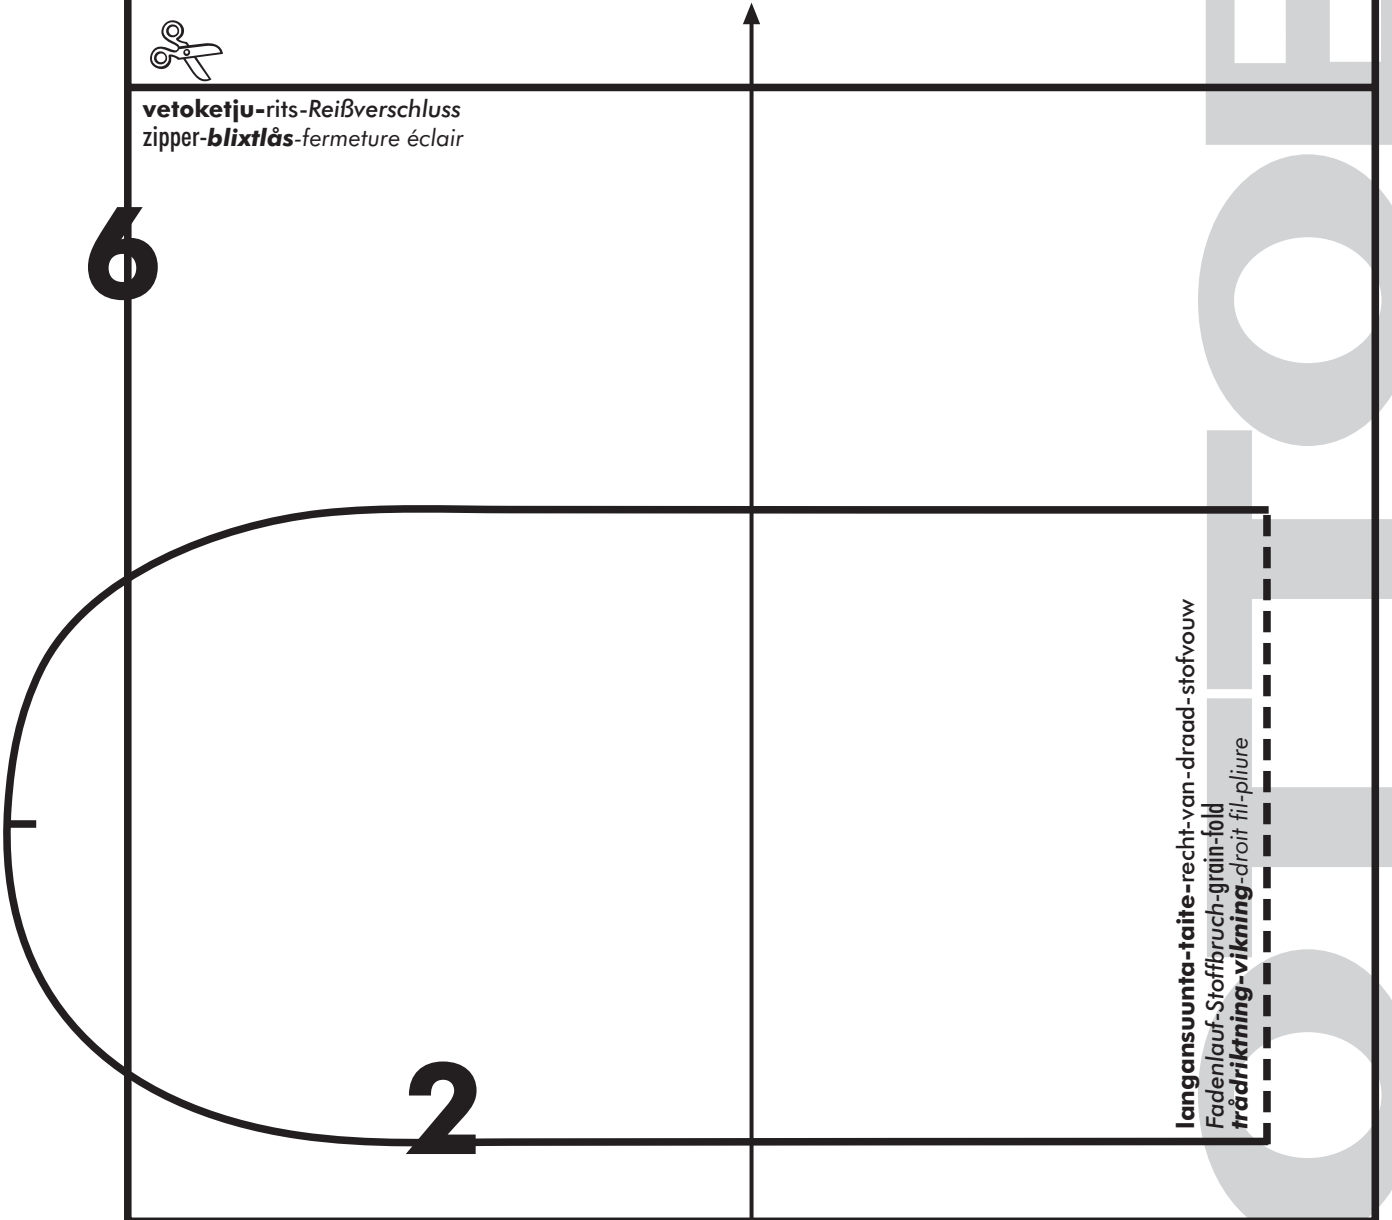 vetoketju-rits-Reißverschluss
zipper-blixtlås-fermeture éclair
6
langansuunta-taite-recht-van-draad-stofvouw
Fadenlauf-Stoffbruch-grain-fold
trådriktning-vikning-droit fil-pliure
2